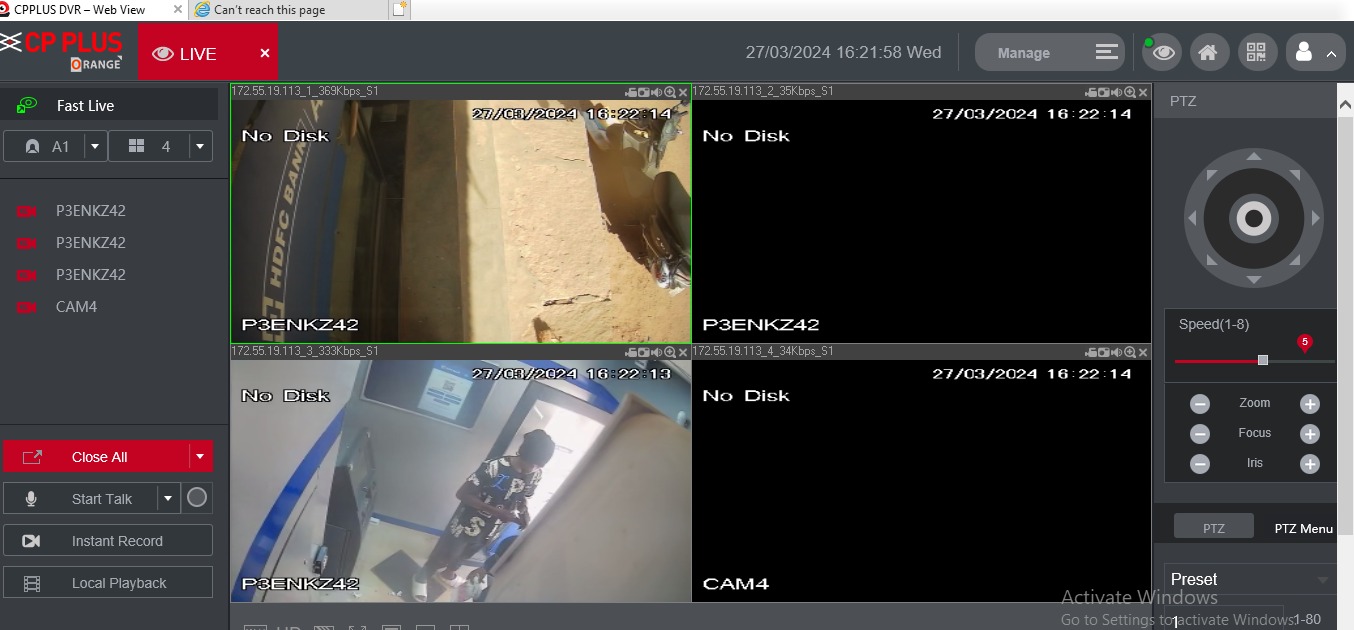 CPPLUS DVR – Web View
Can't reach this page
CP PLUS
ORANGE
LIVE
27/03/2024 16:21:58 Wed
Manage
Fast Live
A1
4
P3ENKZ42
P3ENKZ42
P3ENKZ42
CAM4
Close All
Start Talk
Instant Record
Local Playback
172.55.19.113_1_369Kbps_S1
27/03/2024 16:22:14
No Disk
HDFC BANK
P3ENKZ42
172.55.19.113_2_35Kbps_S1
27/03/2024 16:22:14
No Disk
P3ENKZ42
172.55.19.113_3_333Kbps_S1
27/03/2024 16:22:13
No Disk
P3ENKZ42
172.55.19.113_4_34Kbps_S1
27/03/2024 16:22:14
No Disk
CAM4
PTZ
Speed(1-8)
5
Zoom
Focus
Iris
PTZ
PTZ Menu
Preset
1
1-80
Activate Windows
Go to Settings to activate Windows.